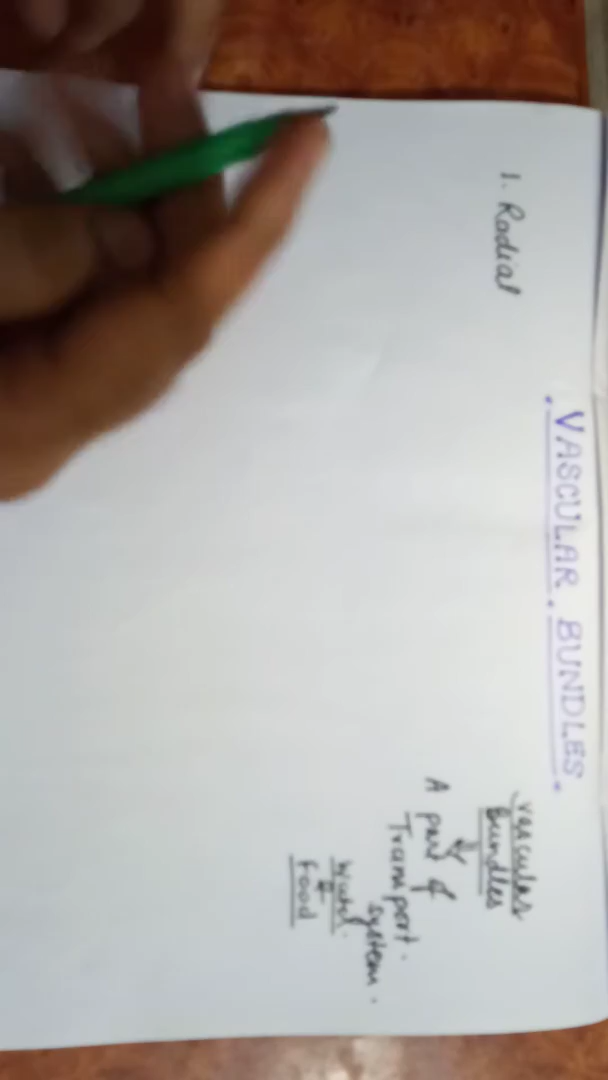 VASCULAR BUNDLES.
1. Radial
Vascular
Bundles
A part of
Transport
system.
Water
+
food